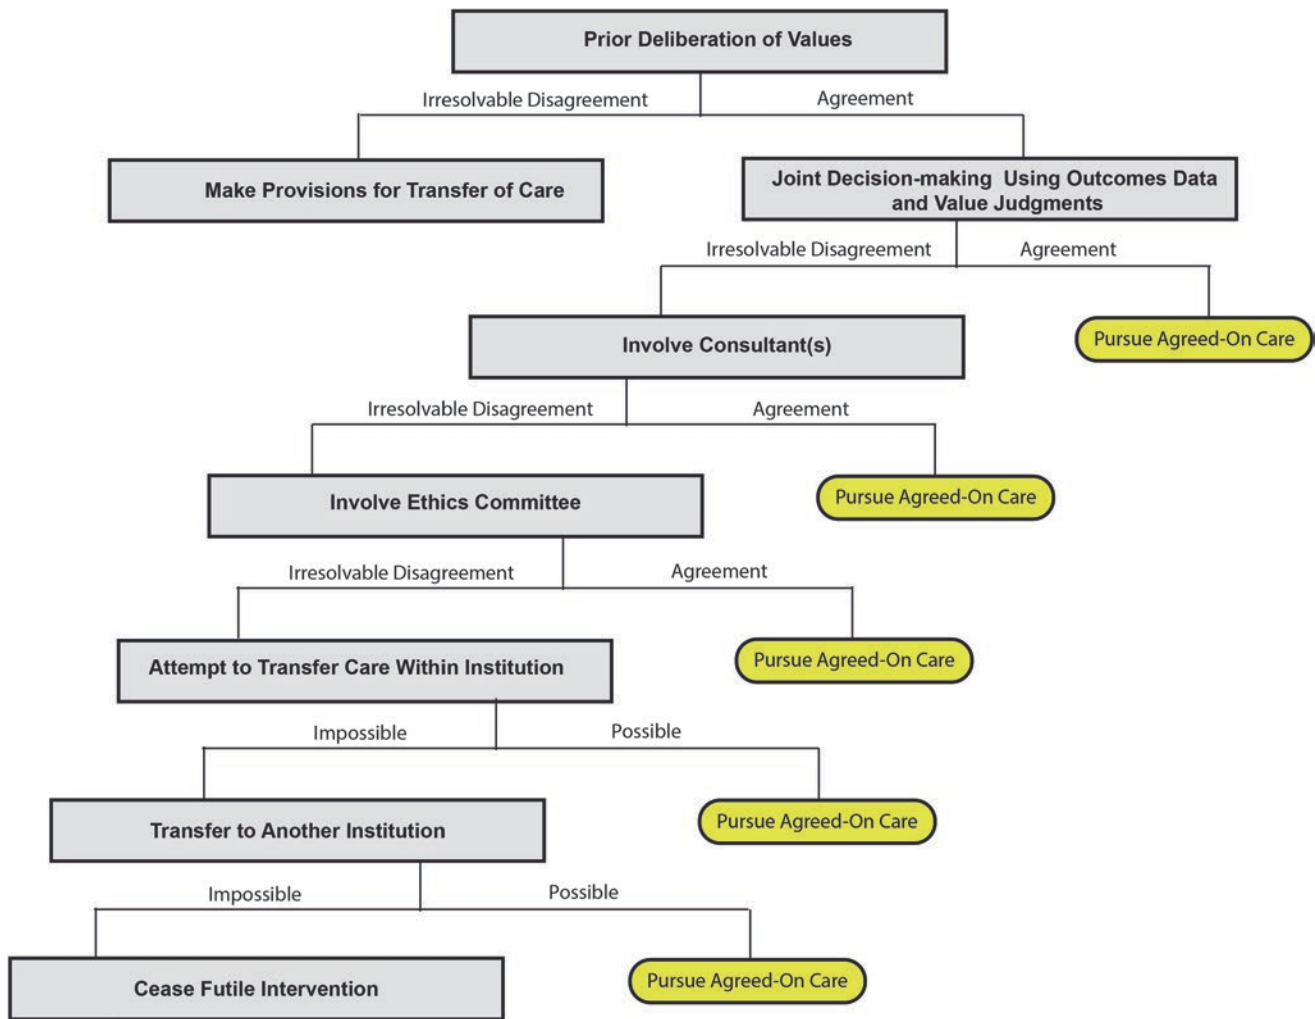 Prior Deliberation of Values
Irresolvable Disagreement
Agreement
Make Provisions for Transfer of Care
Joint Decision-making Using Outcomes Data
and Value Judgments
Irresolvable Disagreement
Agreement
Involve Consultant(s)
Pursue Agreed-On Care
Irresolvable Disagreement
Agreement
Involve Ethics Committee
Pursue Agreed-On Care
Irresolvable Disagreement
Agreement
Attempt to Transfer Care Within Institution
Pursue Agreed-On Care
Impossible
Possible
Transfer to Another Institution
Pursue Agreed-On Care
Impossible
Possible
Cease Futile Intervention
Pursue Agreed-On Care